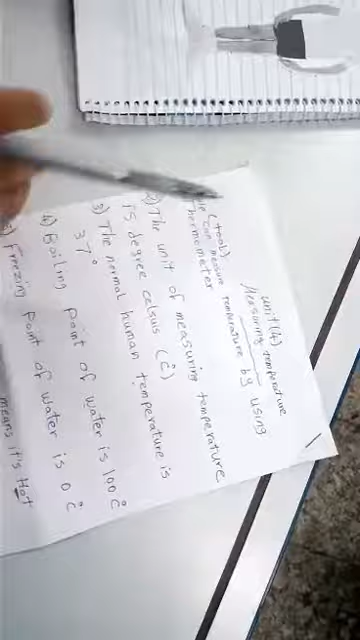 unit(4)
Measuring temperature
We can measure temperature by using
(tool)
thermometer
2) The unit of measuring temperature
is degree celsuis (c°)
3) The normal human temperature is
37°
4) Boiling point of water is 100 c°
5) Freezing point of water is 0 c°
means it's Hot